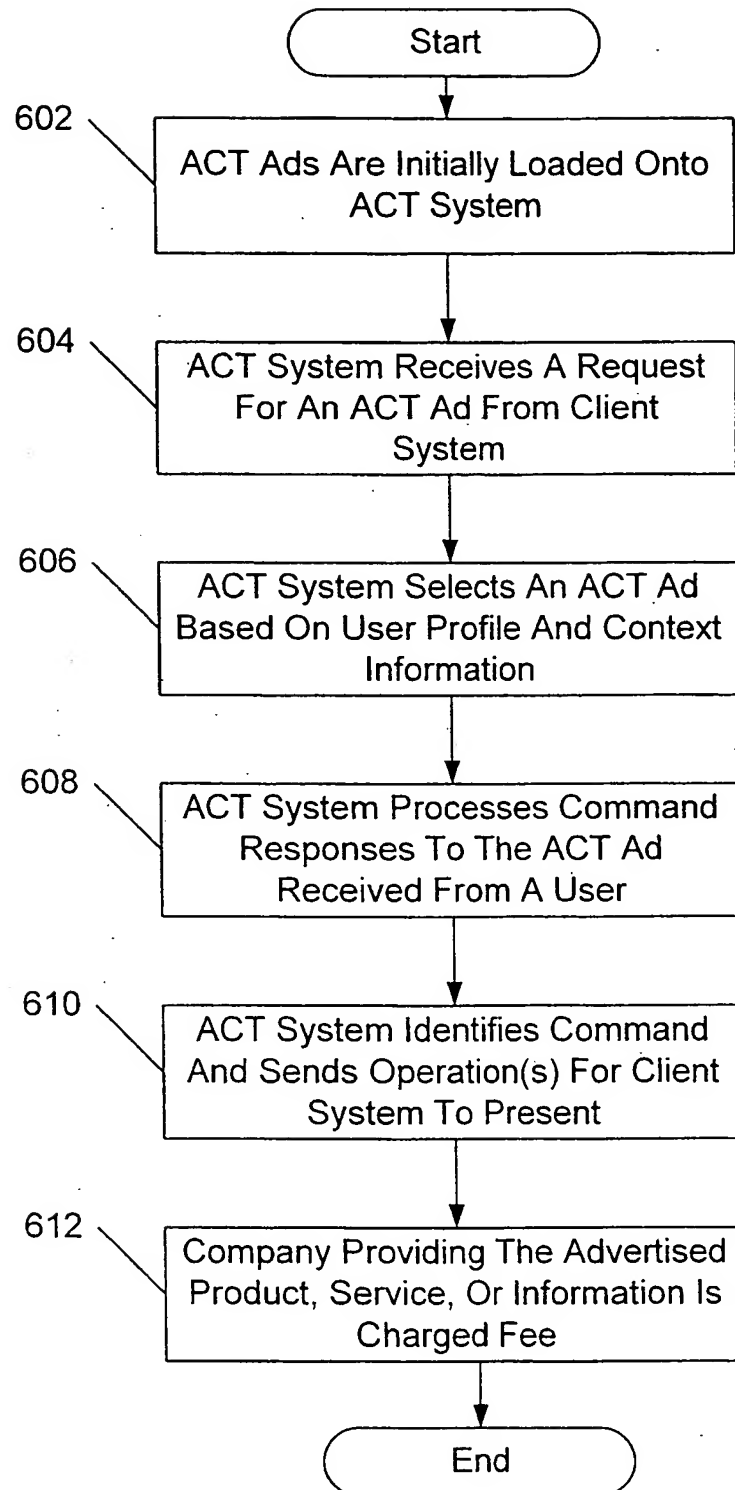 Start
602
ACT Ads Are Initially Loaded Onto
ACT System
604
ACT System Receives A Request
For An ACT Ad From Client
System
606
ACT System Selects An ACT Ad
Based On User Profile And Context
Information
608
ACT System Processes Command
Responses To The ACT Ad
Received From A User
610
ACT System Identifies Command
And Sends Operation(s) For Client
System To Present
612
Company Providing The Advertised
Product, Service, Or Information Is
Charged Fee
End